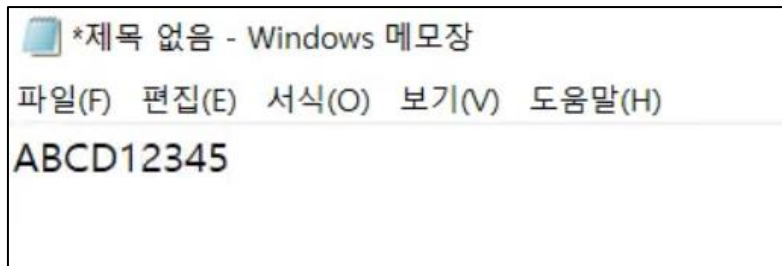 *제목 없음 - Windows 메모장
파일(F) 편집(E) 서식(O) 보기(V) 도움말(H)
ABCD12345